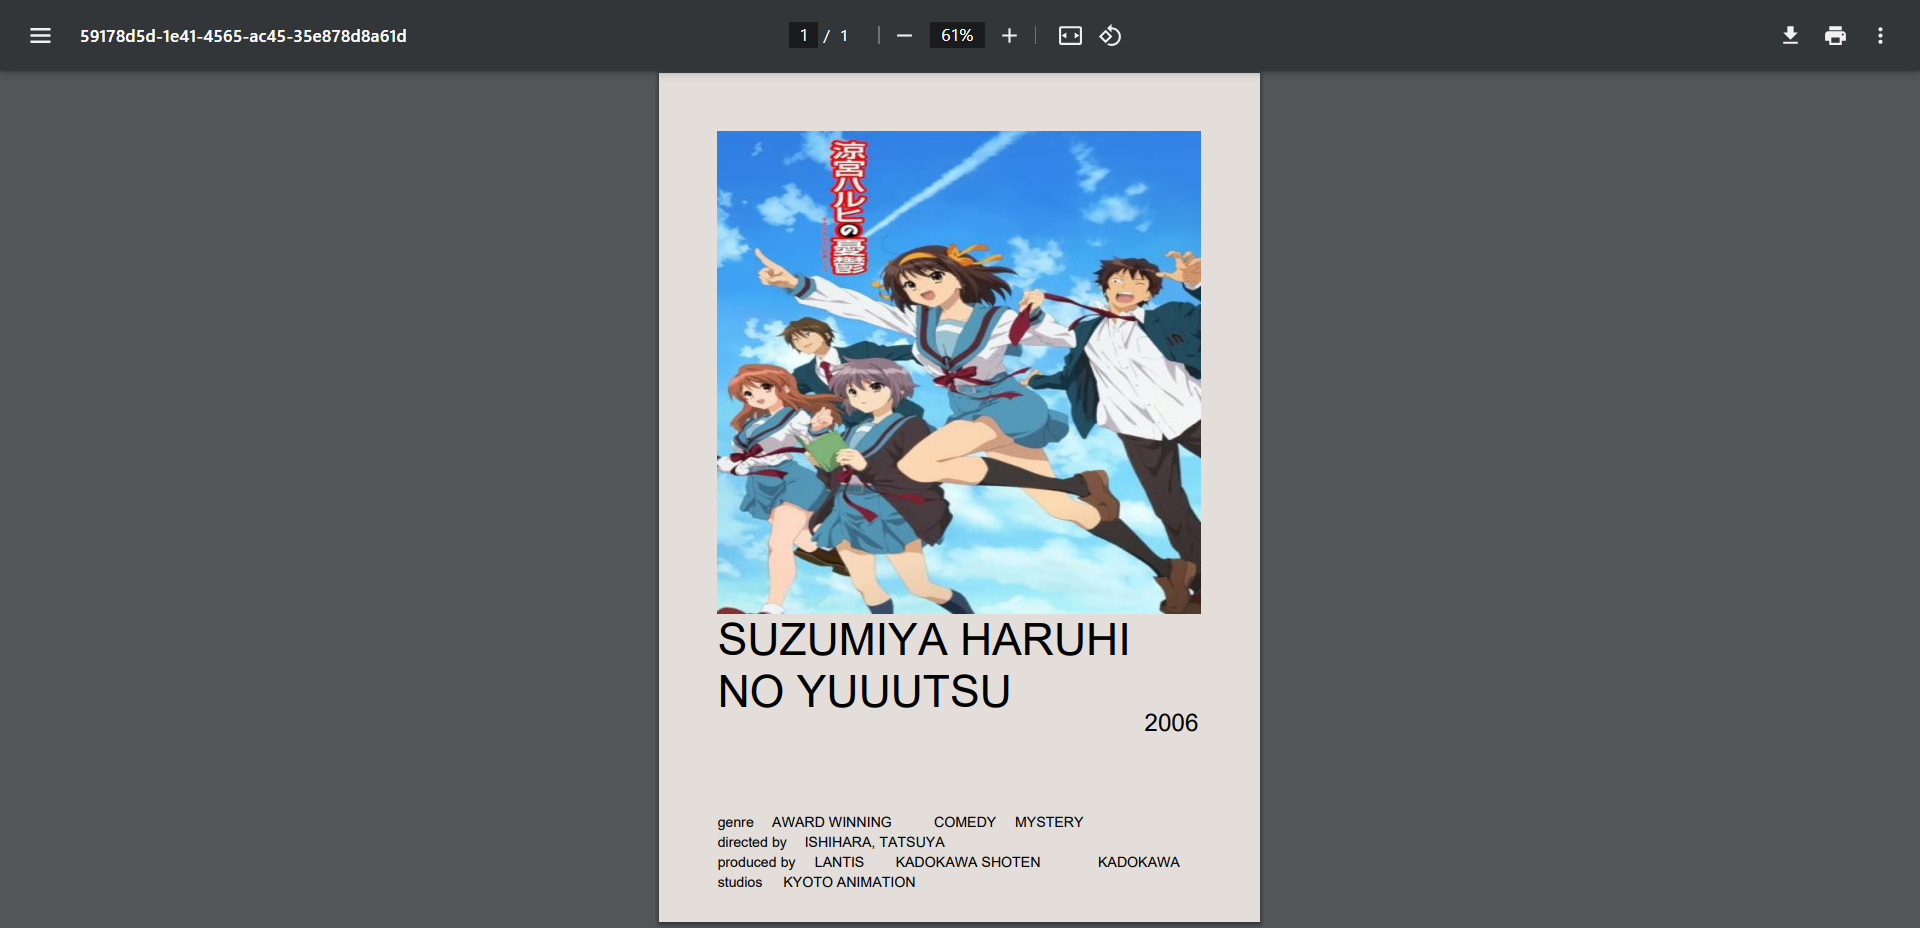 59178d5d-1e41-4565-ac45-35e878d8a61d
1 / 1
61%
涼宮ハルヒの憂鬱
SUZUMIYA HARUHI
NO YUUUTSU
2006
genre AWARD WINNING COMEDY MYSTERY
directed by ISHIHARA, TATSUYA
produced by LANTIS KADOKAWA SHOTEN KADOKAWA
studios KYOTO ANIMATION